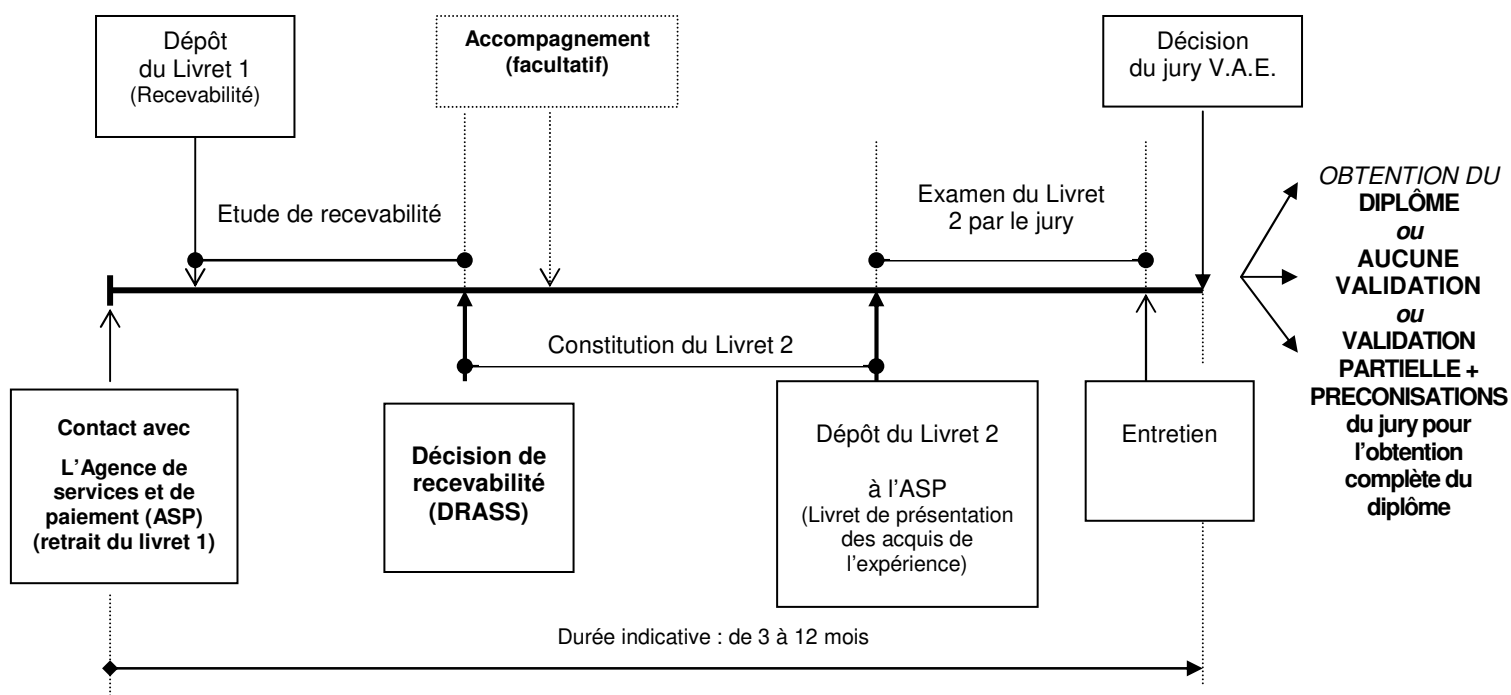 Dépôt
du Livret 1
(Recevabilité)
Accompagnement
(facultatif)
Décision
du jury V.A.E.
Etude de recevabilité
Examen du Livret
2 par le jury
OBTENTION DU
DIPLÔME
ou
AUCUNE
VALIDATION
ou
VALIDATION
PARTIELLE +
PRECONISATIONS
du jury pour
l'obtention
complète du
diplôme
Constitution du Livret 2
Contact avec
L'Agence de
services et de
paiement (ASP)
(retrait du livret 1)
Décision de
recevabilité
(DRASS)
Dépôt du Livret 2
à l'ASP
(Livret de présentation
des acquis de
l'expérience)
Entretien
Durée indicative : de 3 à 12 mois